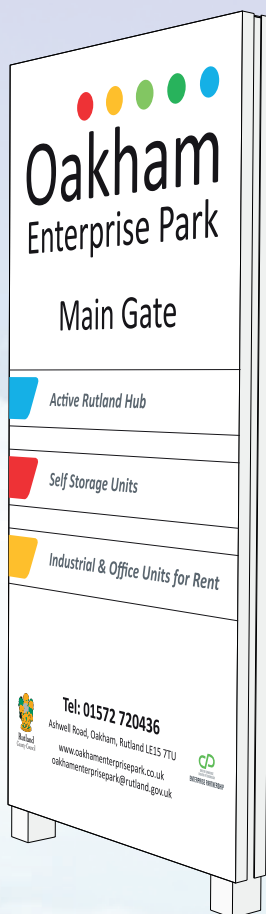 Oakham
Enterprise Park
Main Gate
Active Rutland Hub
Self Storage Units
Industrial & Office Units for Rent
Tel: 01572 720436
Ashwell Road, Oakham, Rutland LE15 7TU
www.oakhamenterprisepark.co.uk
oakhamenterprisepark@rutland.gov.uk
Rutland
County Council
ENTERPRISE PARTNERSHIP